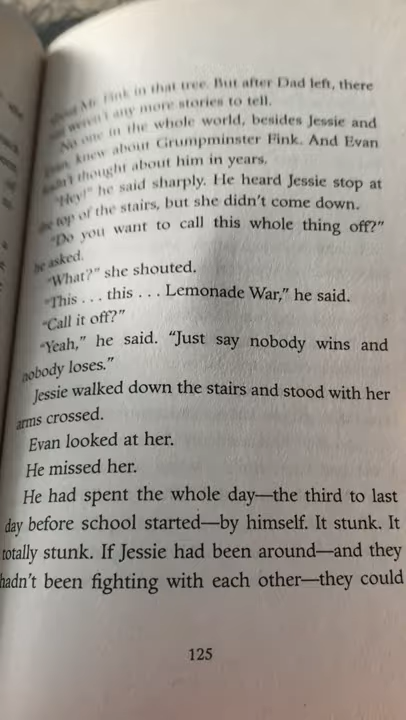 about Mr. Fink in that tree. But after Dad left, there
just weren't any more stories to tell.
No one in the whole world, besides Jessie and
Evan, knew about Grumpminster Fink. And Evan
hadn't thought about him in years.
"Hey!" he said sharply. He heard Jessie stop at
the top of the stairs, but she didn't come down.
"Do you want to call this whole thing off?"
he asked.
"What?" she shouted.
"This . . . this . . . Lemonade War," he said.
"Call it off?"
"Yeah," he said. "Just say nobody wins and
nobody loses."
Jessie walked down the stairs and stood with her
arms crossed.
Evan looked at her.
He missed her.
He had spent the whole day—the third to last
day before school started—by himself. It stunk. It
totally stunk. If Jessie had been around—and they
hadn't been fighting with each other—they could
125